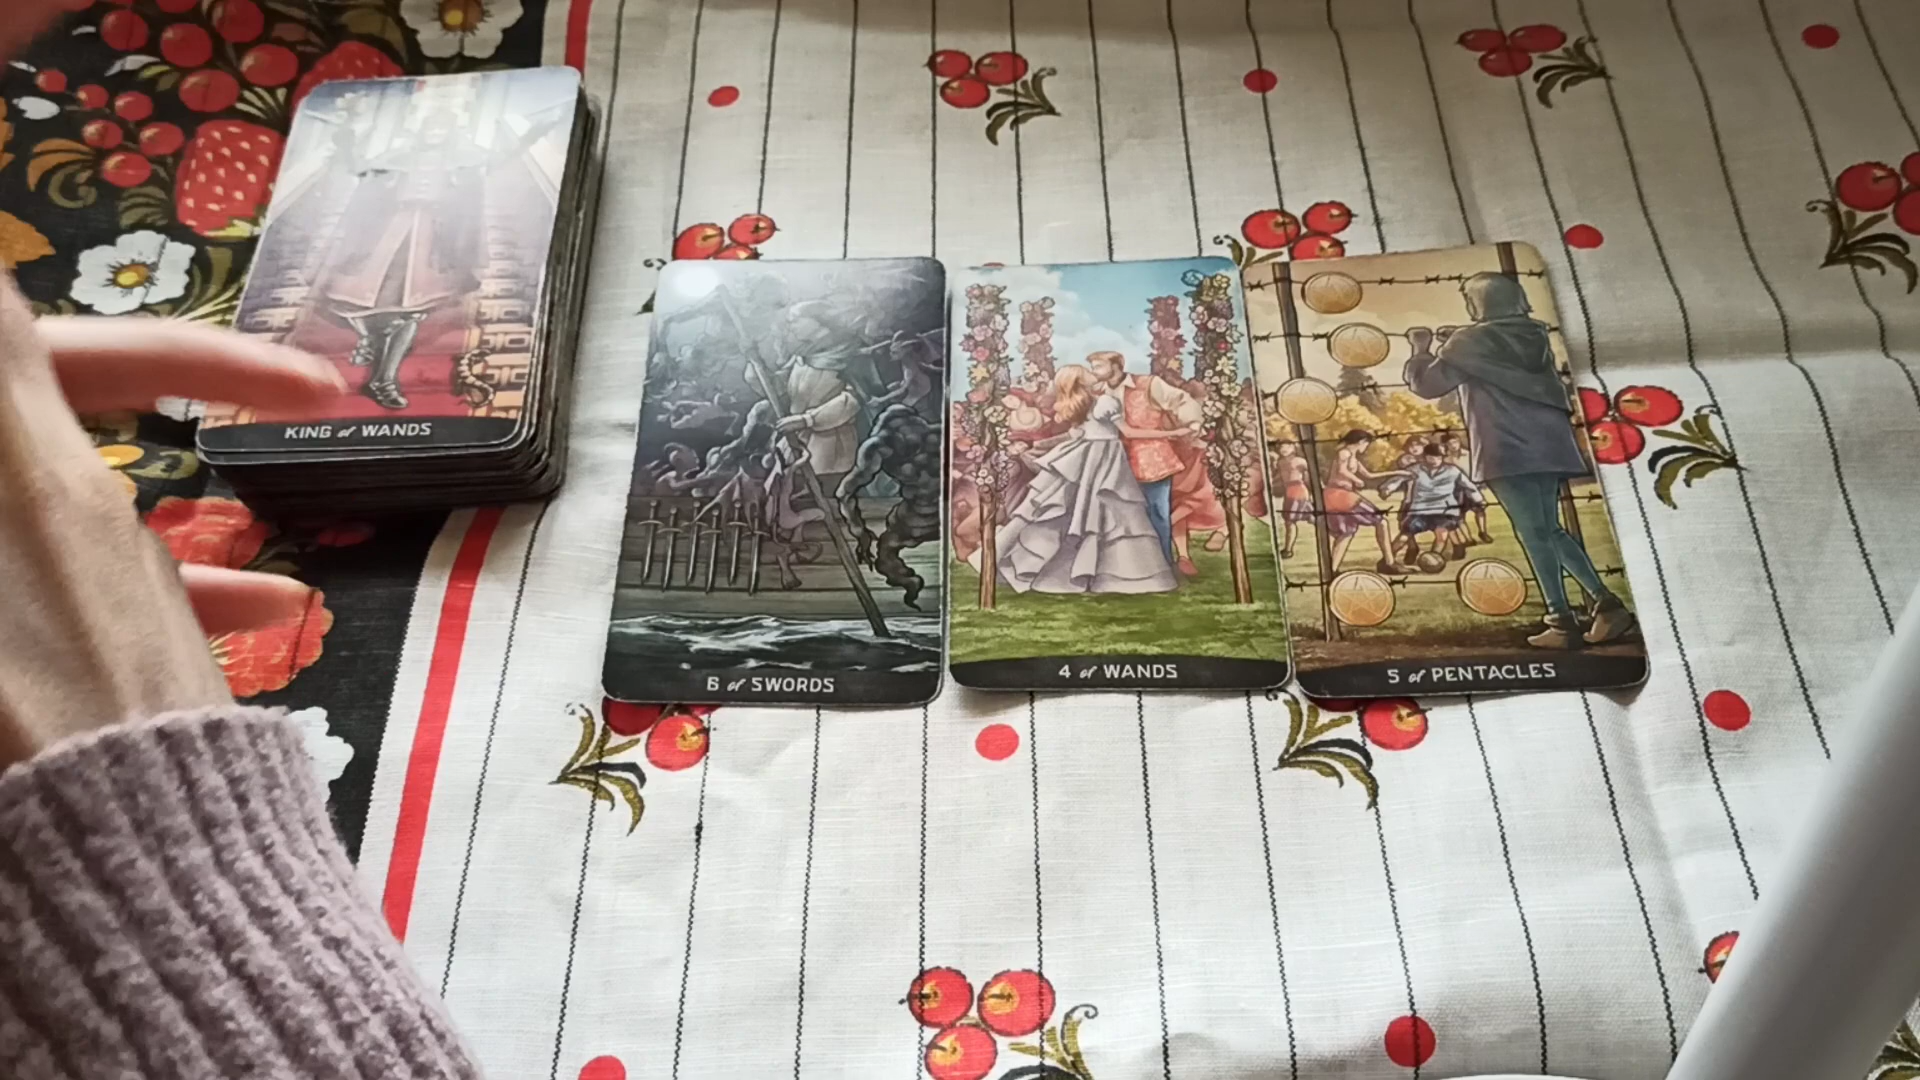 KING of WANDS
6 of SWORDS
4 of WANDS
5 of PENTACLES